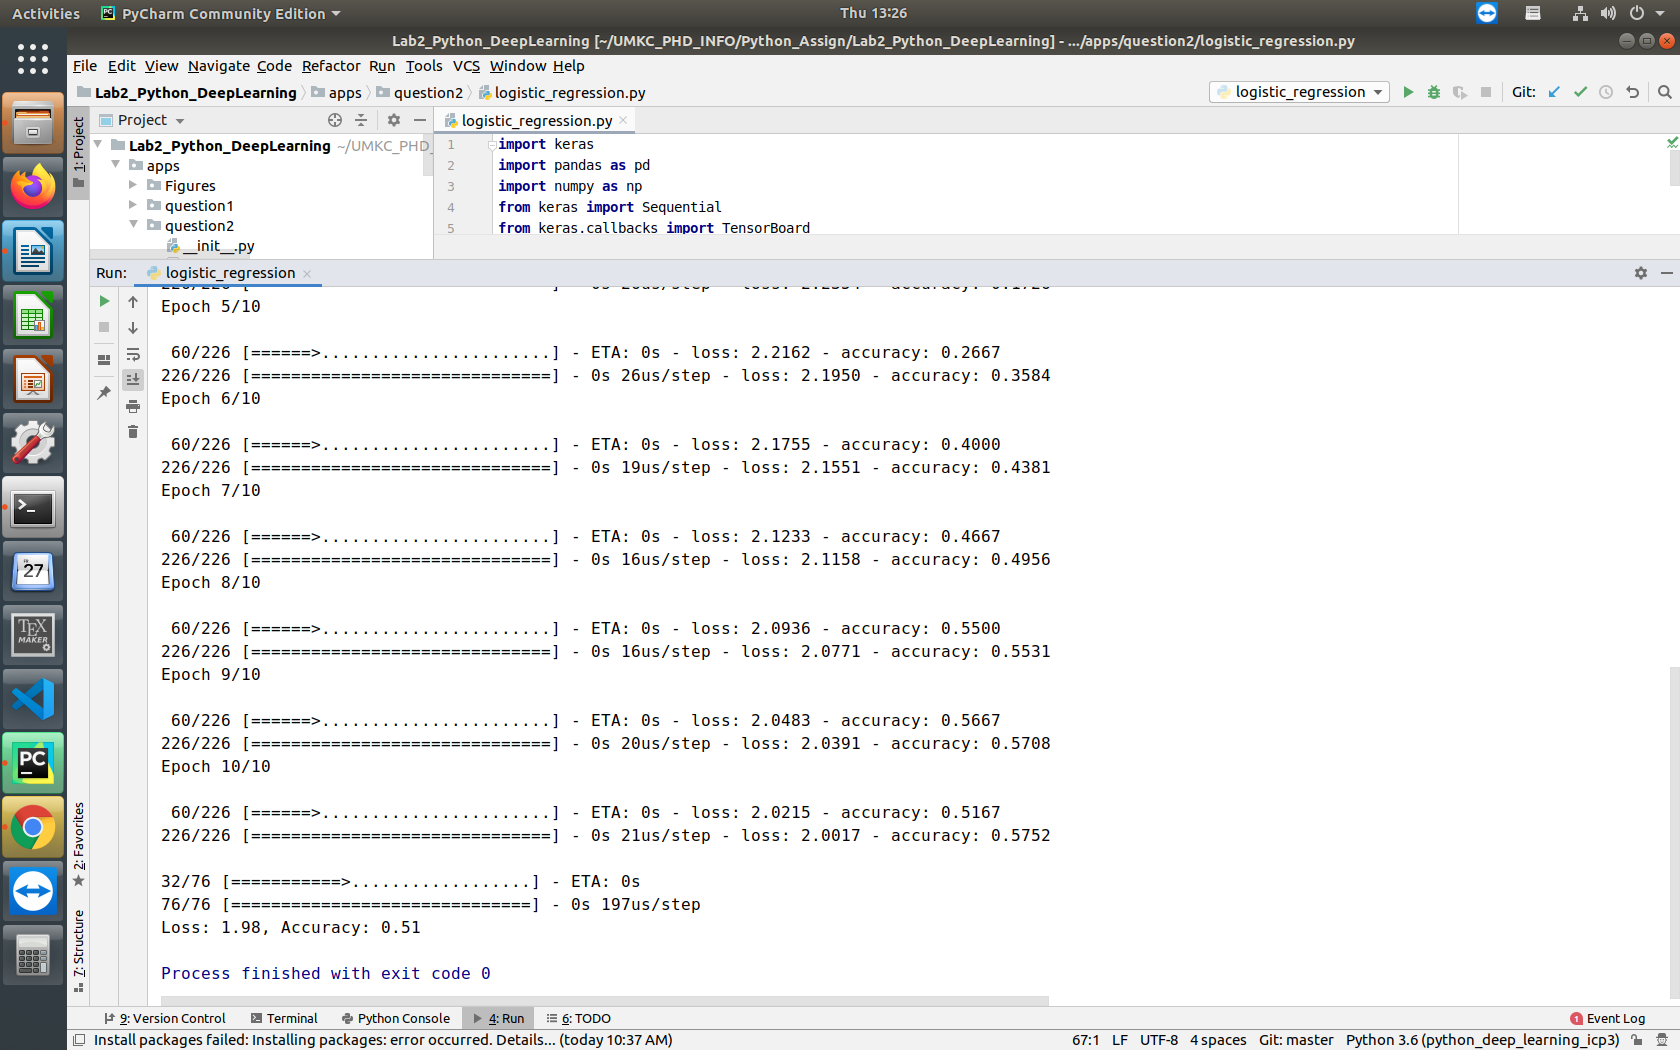 Activities
PyCharm Community Edition
Thu 13:26
Lab2_Python_DeepLearning [~/UMKC_PHD_INFO/Python_Assign/Lab2_Python_DeepLearning] - .../apps/question2/logistic_regression.py
File Edit View Navigate Code Refactor Run Tools VCS Window Help
Lab2_Python_DeepLearning apps question2 logistic_regression.py
logistic_regression
Git:
1: Project
Project
Lab2_Python_DeepLearning ~/UMKC_PHD_
apps
Figures
question1
question2
__init__.py
logistic_regression.py
1 import keras
2 import pandas as pd
3 import numpy as np
4 from keras import Sequential
5 from keras.callbacks import TensorBoard
Run: logistic_regression
Epoch 5/10
60/226 [======>.......................] - ETA: 0s - loss: 2.2162 - accuracy: 0.2667
226/226 [==============================] - 0s 26us/step - loss: 2.1950 - accuracy: 0.3584
Epoch 6/10
60/226 [======>.......................] - ETA: 0s - loss: 2.1755 - accuracy: 0.4000
226/226 [==============================] - 0s 19us/step - loss: 2.1551 - accuracy: 0.4381
Epoch 7/10
60/226 [======>.......................] - ETA: 0s - loss: 2.1233 - accuracy: 0.4667
226/226 [==============================] - 0s 16us/step - loss: 2.1158 - accuracy: 0.4956
Epoch 8/10
60/226 [======>.......................] - ETA: 0s - loss: 2.0936 - accuracy: 0.5500
226/226 [==============================] - 0s 16us/step - loss: 2.0771 - accuracy: 0.5531
Epoch 9/10
60/226 [======>.......................] - ETA: 0s - loss: 2.0483 - accuracy: 0.5667
226/226 [==============================] - 0s 20us/step - loss: 2.0391 - accuracy: 0.5708
Epoch 10/10
60/226 [======>.......................] - ETA: 0s - loss: 2.0215 - accuracy: 0.5167
226/226 [==============================] - 0s 21us/step - loss: 2.0017 - accuracy: 0.5752
32/76 [===========>..................] - ETA: 0s
76/76 [==============================] - 0s 197us/step
Loss: 1.98, Accuracy: 0.51
Process finished with exit code 0
27
TEX
MAKER
PC
2: Favorites
7: Structure
9: Version Control
Terminal
Python Console
4: Run
6: TODO
1 Event Log
Install packages failed: Installing packages: error occurred. Details... (today 10:37 AM)
67:1 LF UTF-8 4 spaces Git: master Python 3.6 (python_deep_learning_icp3)